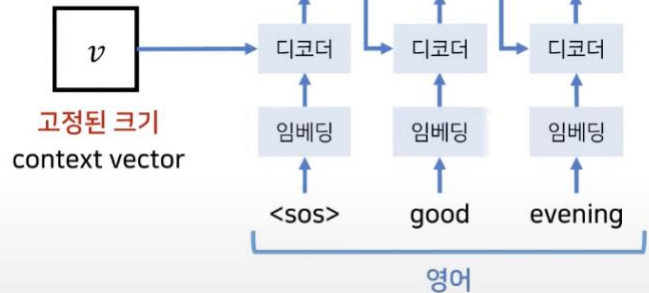 v
디코더 디코더 디코더
고정된 크기
context vector
임베딩 임베딩 임베딩
<sos> good evening
영어